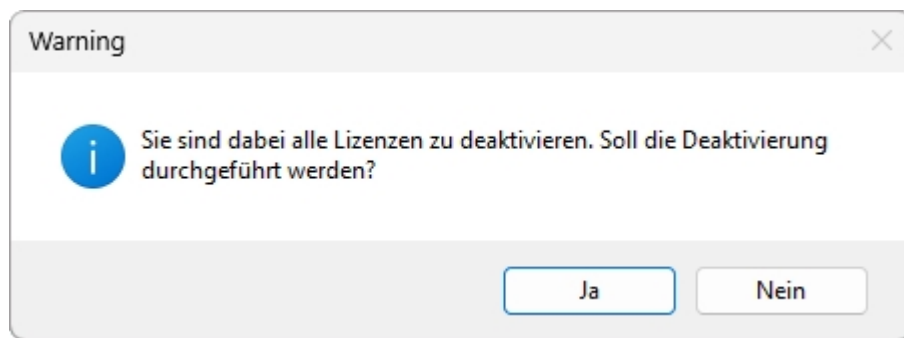 Warning
Sie sind dabei alle Lizenzen zu deaktivieren. Soll die Deaktivierung
durchgeführt werden?
Ja
Nein